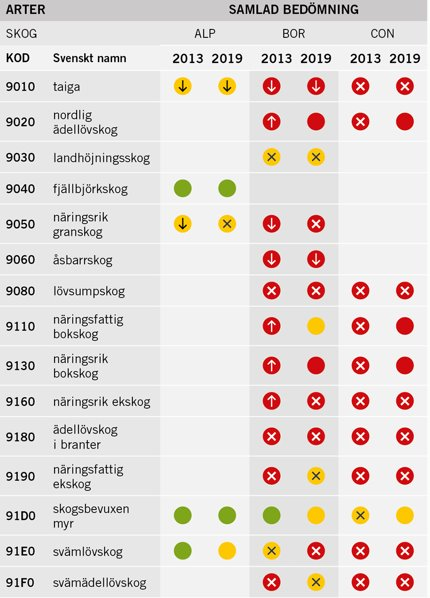 ARTER SAMLAD BEDÖMNING
SKOG ALP BOR CON
KOD Svenskt namn 2013 2019 2013 2019 2013 2019
9010 taiga
9020 nordlig
ädellövskog
9030 landhöjningsskog
9040 fjällbjörkskog
9050 näringsrik
granskog
9060 åsbarrskog
9080 lövsumpskog
9110 näringsfattig
bokskog
9130 näringsrik
bokskog
9160 näringsrik ekskog
9180 ädellövskog
i branter
9190 näringsfattig
ekskog
91D0 skogsbevuxen
myr
91E0 svämlövskog
91F0 svämädellövskog